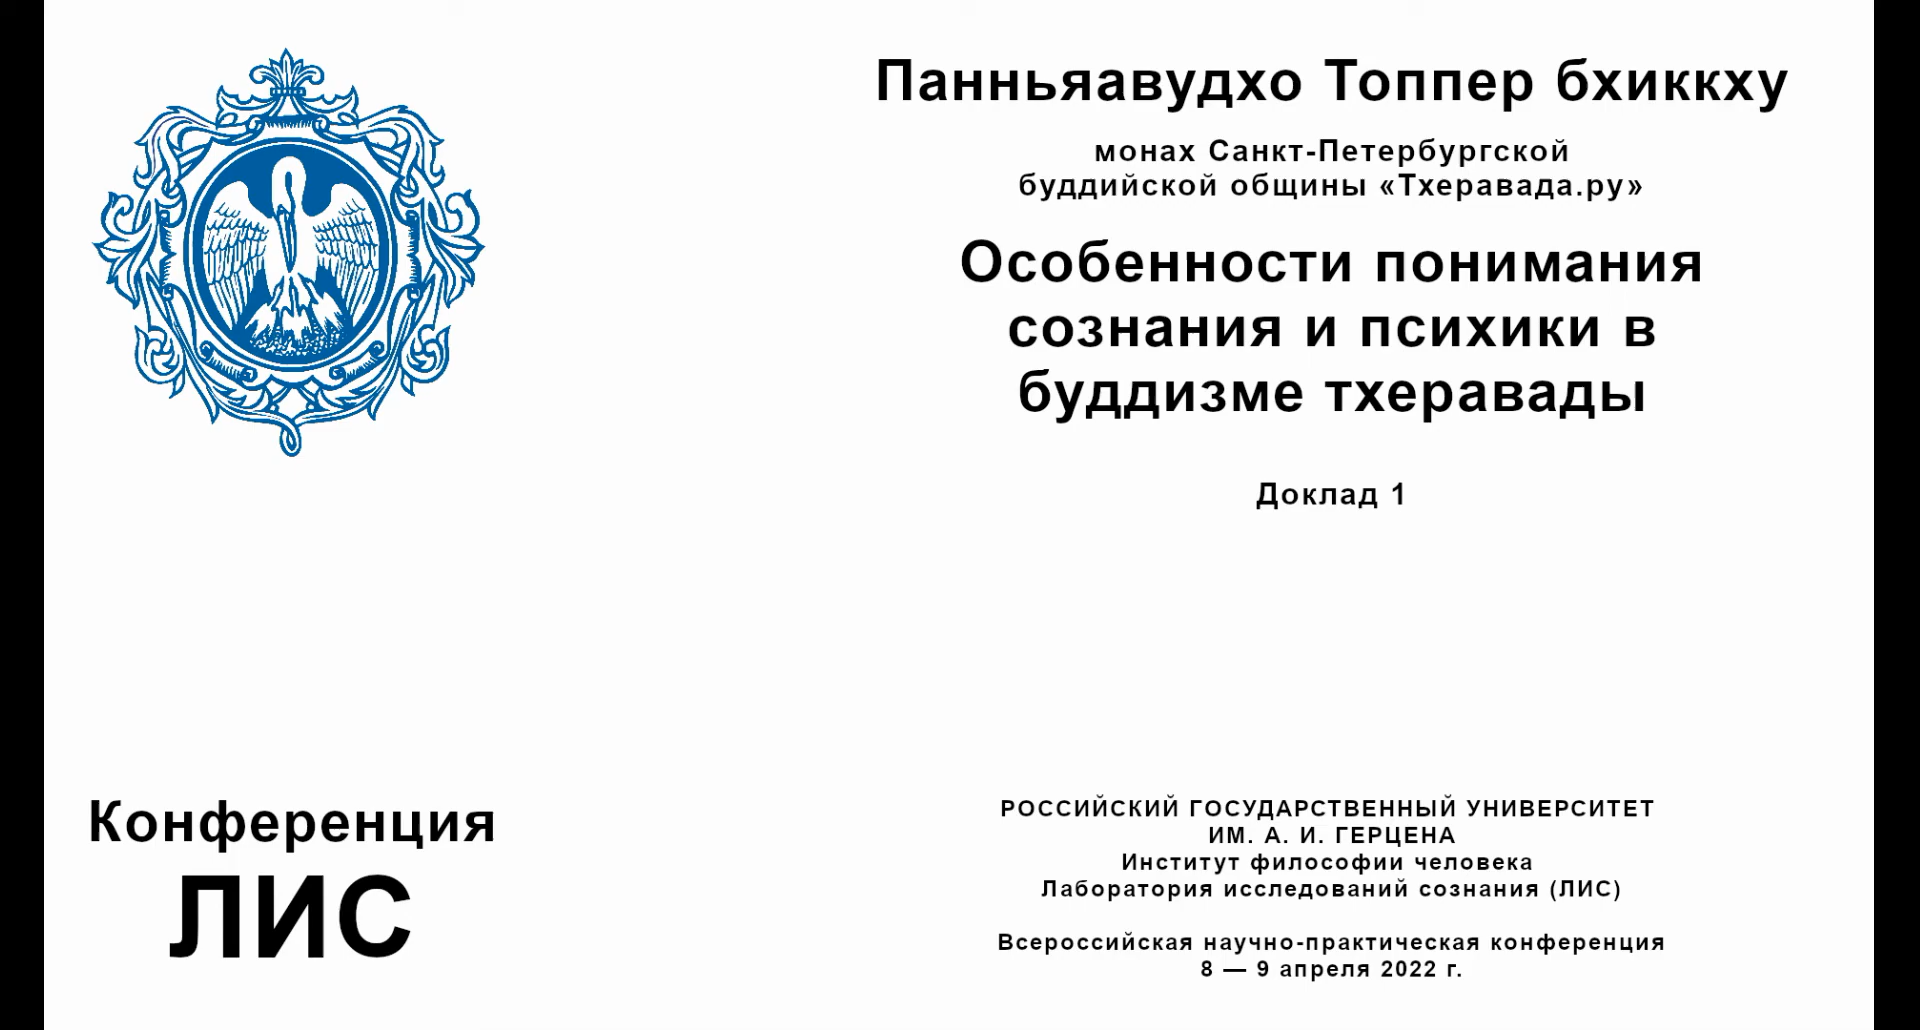 Панньяавудхо Топпер бхиккху
монах Санкт-Петербургской
буддийской общины «Тхеравада.ру»
Особенности понимания
сознания и психики в
буддизме тхеравады
Доклад 1
Конференция
ЛИС
РОССИЙСКИЙ ГОСУДАРСТВЕННЫЙ УНИВЕРСИТЕТ
ИМ. А. И. ГЕРЦЕНА
Институт философии человека
Лаборатория исследований сознания (ЛИС)
Всероссийская научно-практическая конференция
8 — 9 апреля 2022 г.